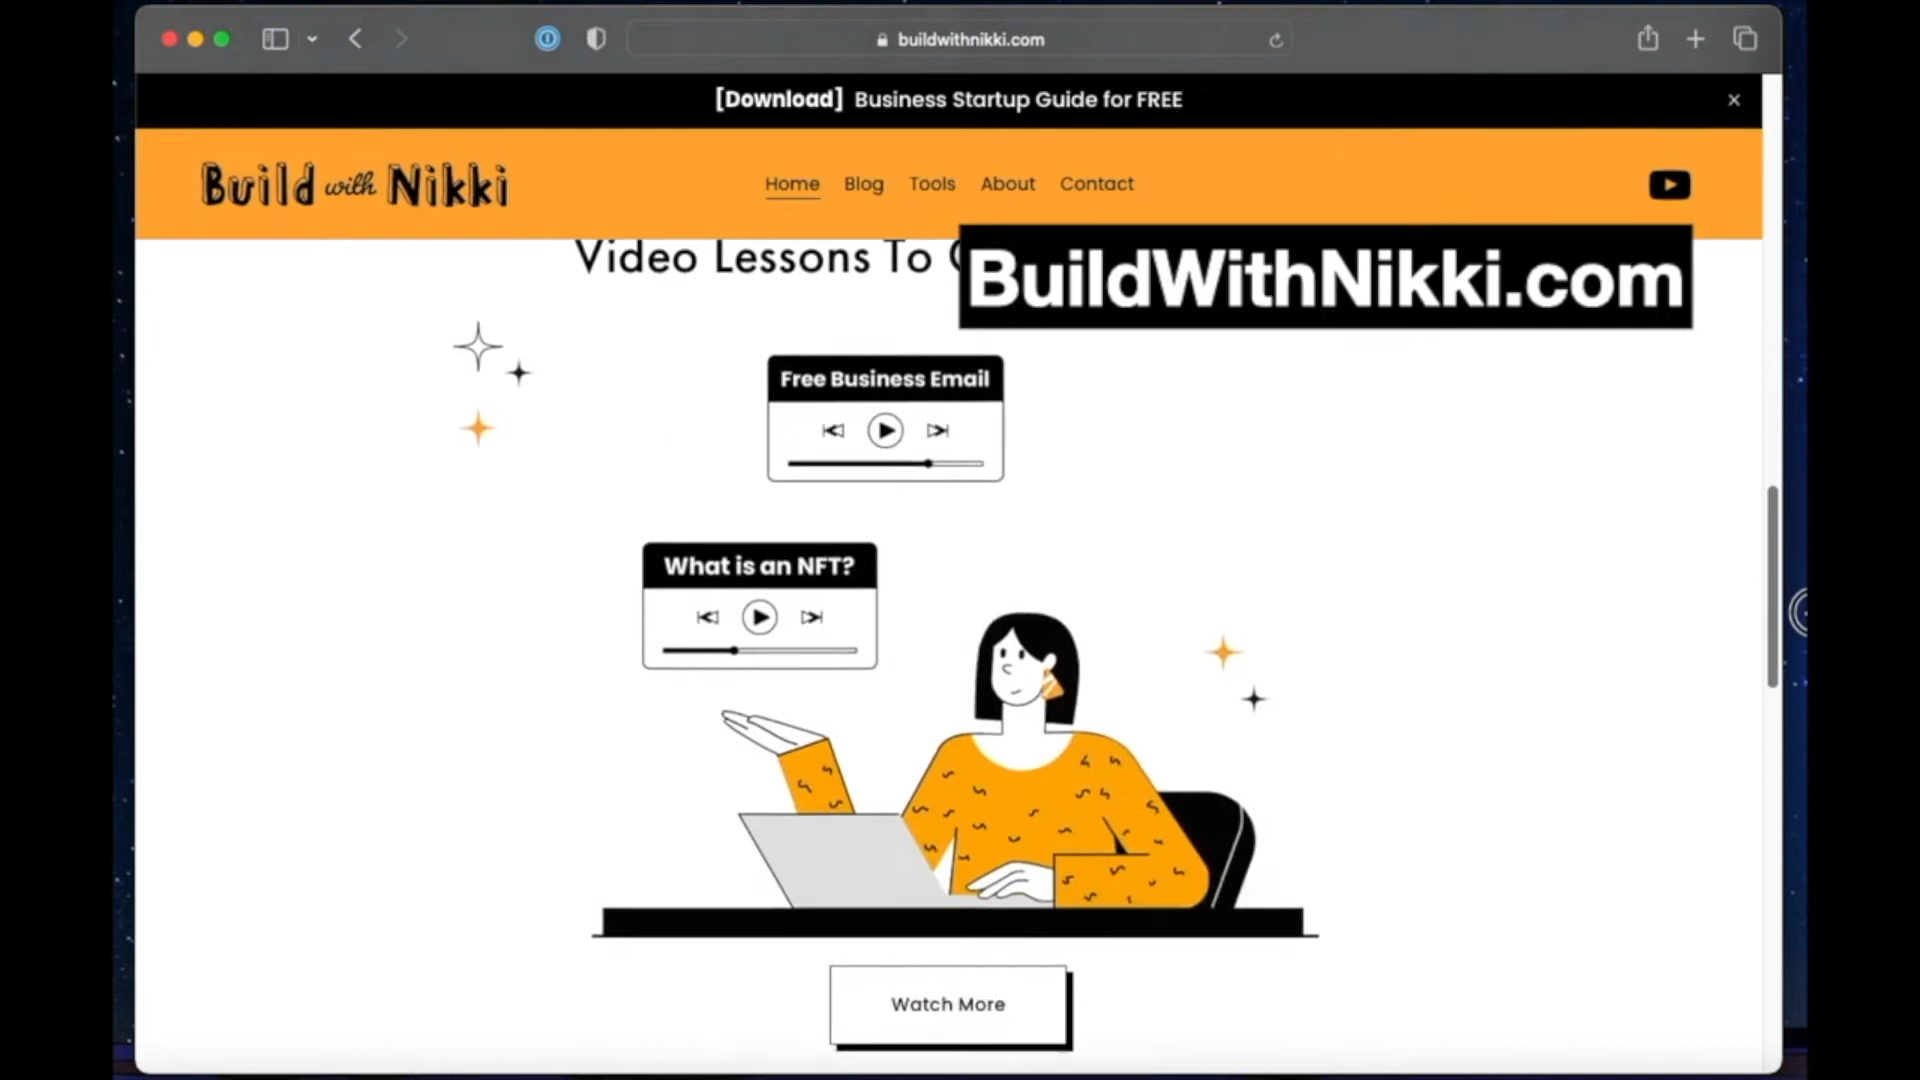 buildwithnikki.com
[Download] Business Startup Guide for FREE
Build with Nikki
Home Blog Tools About Contact
Video Lessons To
BuildWithNikki.com
Free Business Email
What is an NFT?
Watch More